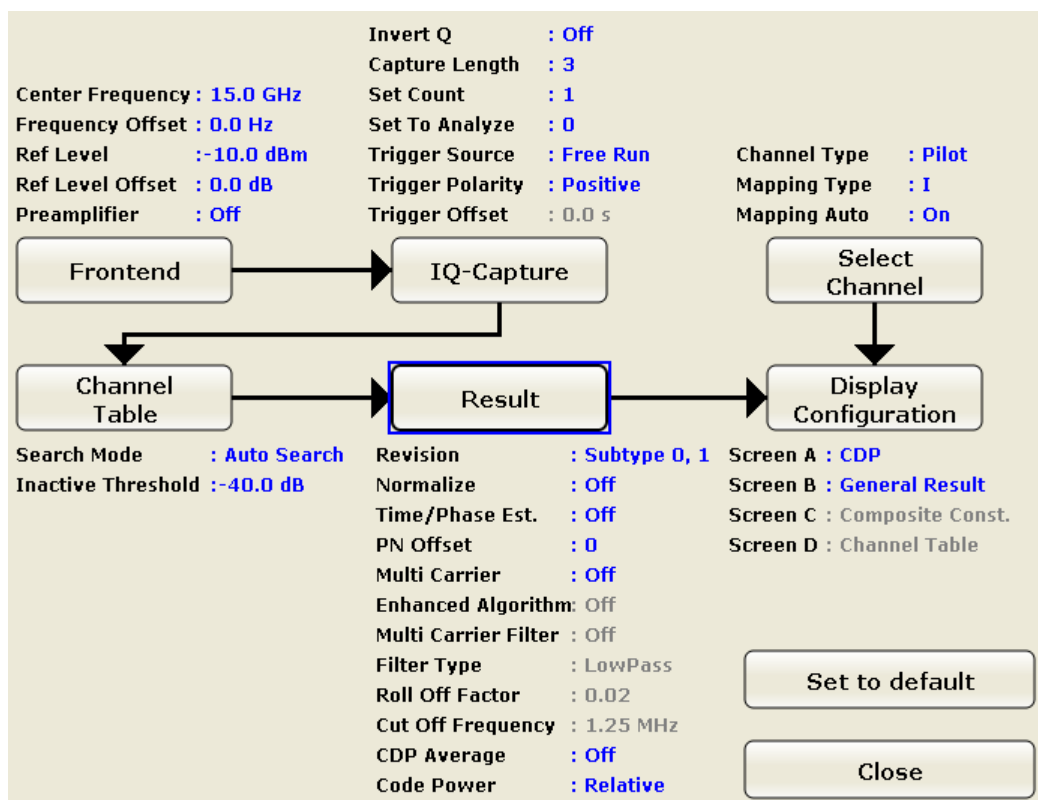 Invert Q : Off
Capture Length : 3
Center Frequency : 15.0 GHz
Set Count : 1
Frequency Offset : 0.0 Hz
Set To Analyze : 0
Ref Level :-10.0 dBm
Trigger Source : Free Run
Channel Type : Pilot
Ref Level Offset : 0.0 dB
Trigger Polarity : Positive
Mapping Type : I
Preamplifier : Off
Trigger Offset : 0.0 s
Mapping Auto : On
Frontend
IQ-Capture
Select
Channel
Channel
Table
Result
Display
Configuration
Search Mode : Auto Search
Inactive Threshold :-40.0 dB
Revision : Subtype 0, 1
Normalize : Off
Time/Phase Est. : Off
PN Offset : 0
Multi Carrier : Off
Enhanced Algorithm: Off
Multi Carrier Filter : Off
Filter Type : LowPass
Roll Off Factor : 0.02
Cut Off Frequency : 1.25 MHz
CDP Average : Off
Code Power : Relative
Screen A : CDP
Screen B : General Result
Screen C : Composite Const.
Screen D : Channel Table
Set to default
Close